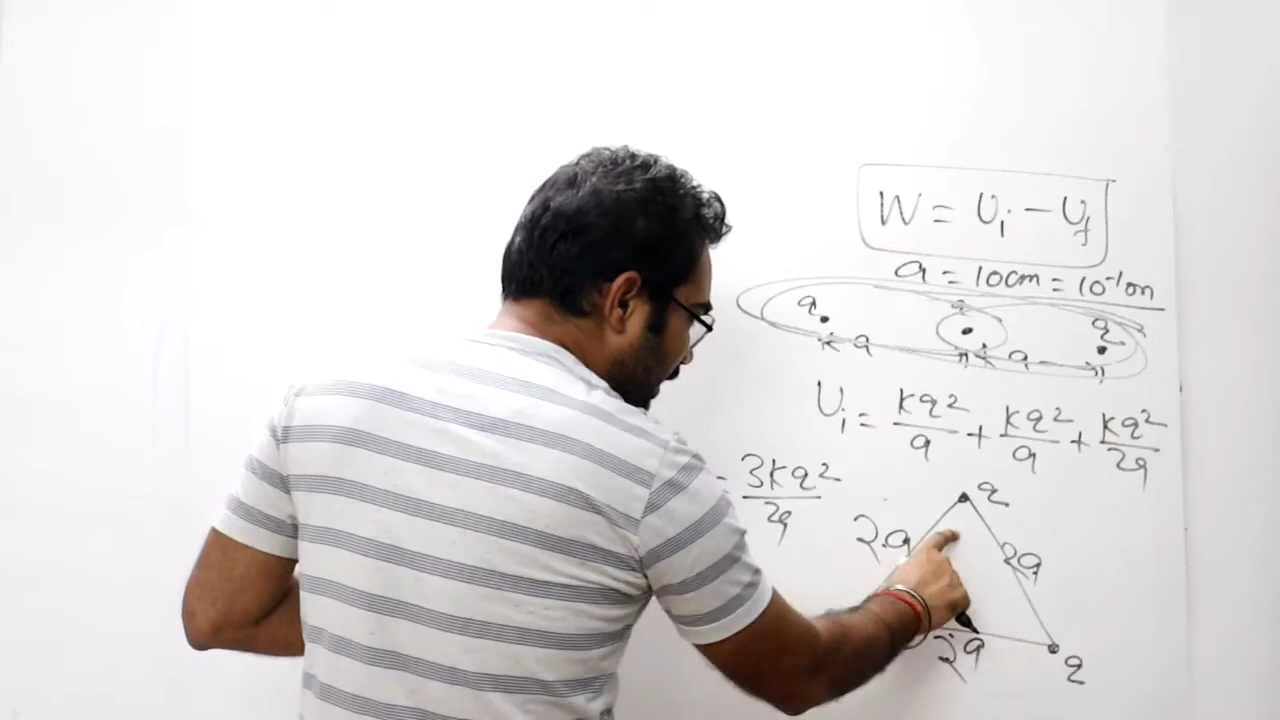 W = Ui - Uf
a = 10cm = 10⁻¹m
q q q
a a
Ui = kq²/a + kq²/a + kq²/2a
3kq²/2a
q
2a 2a
2a
q